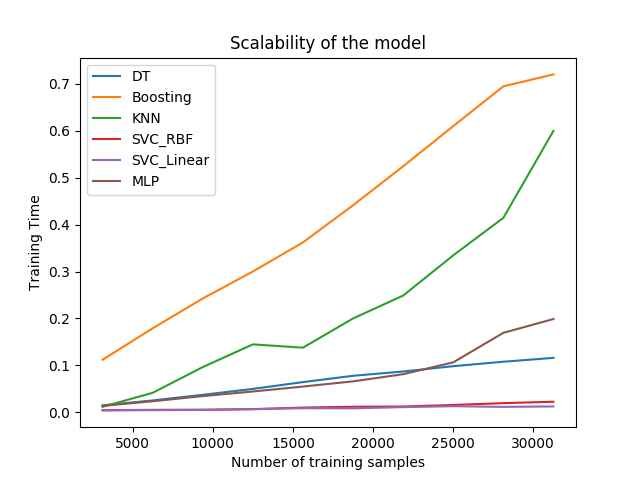 Scalability of the model
DT
Boosting
KNN
SVC_RBF
SVC_Linear
MLP
Training Time
0.7
0.6
0.5
0.4
0.3
0.2
0.1
0.0
5000 10000 15000 20000 25000 30000
Number of training samples